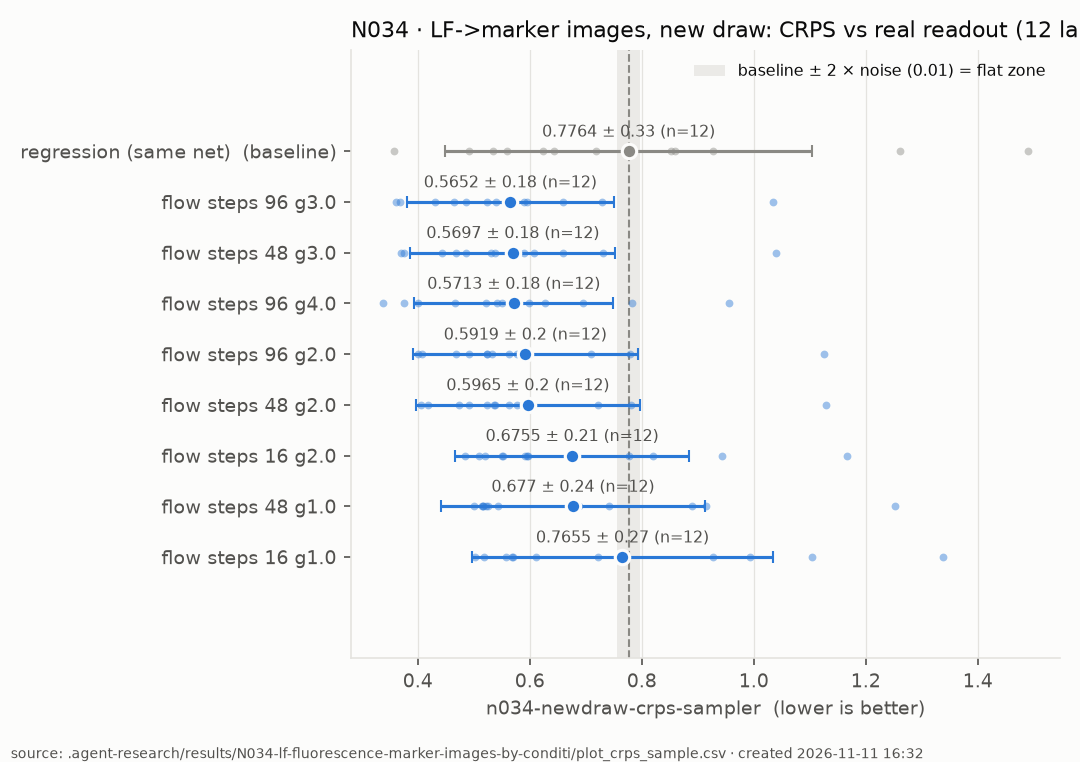 N034 · LF->marker images, new draw: CRPS vs real readout (12 la
baseline ± 2 × noise (0.01) = flat zone
0.7764 ± 0.33 (n=12)
regression (same net) (baseline)
0.5652 ± 0.18 (n=12)
flow steps 96 g3.0
0.5697 ± 0.18 (n=12)
flow steps 48 g3.0
0.5713 ± 0.18 (n=12)
flow steps 96 g4.0
0.5919 ± 0.2 (n=12)
flow steps 96 g2.0
0.5965 ± 0.2 (n=12)
flow steps 48 g2.0
0.6755 ± 0.21 (n=12)
flow steps 16 g2.0
0.677 ± 0.24 (n=12)
flow steps 48 g1.0
0.7655 ± 0.27 (n=12)
flow steps 16 g1.0
0.4 0.6 0.8 1.0 1.2 1.4
n034-newdraw-crps-sampler (lower is better)
source: .agent-research/results/N034-lf-fluorescence-marker-images-by-conditi/plot_crps_sample.csv · created 2026-11-11 16:32